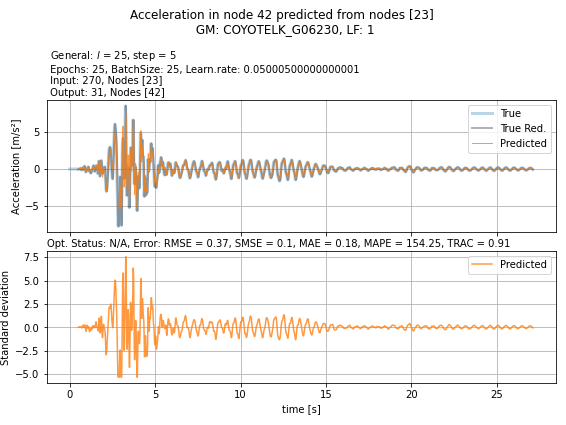 Acceleration in node 42 predicted from nodes [23]
GM: COYOTELK_G06230, LF: 1
General: l = 25, step = 5
Epochs: 25, BatchSize: 25, Learn.rate: 0.05000500000000001
Input: 270, Nodes [23]
Output: 31, Nodes [42]
Acceleration [m/s²]
5
0
−5
True
True Red.
Predicted
Opt. Status: N/A, Error: RMSE = 0.37, SMSE = 0.1, MAE = 0.18, MAPE = 154.25, TRAC = 0.91
Standard deviation
7.5
5.0
2.5
0.0
−2.5
−5.0
Predicted
0
5
10
15
20
25
time [s]